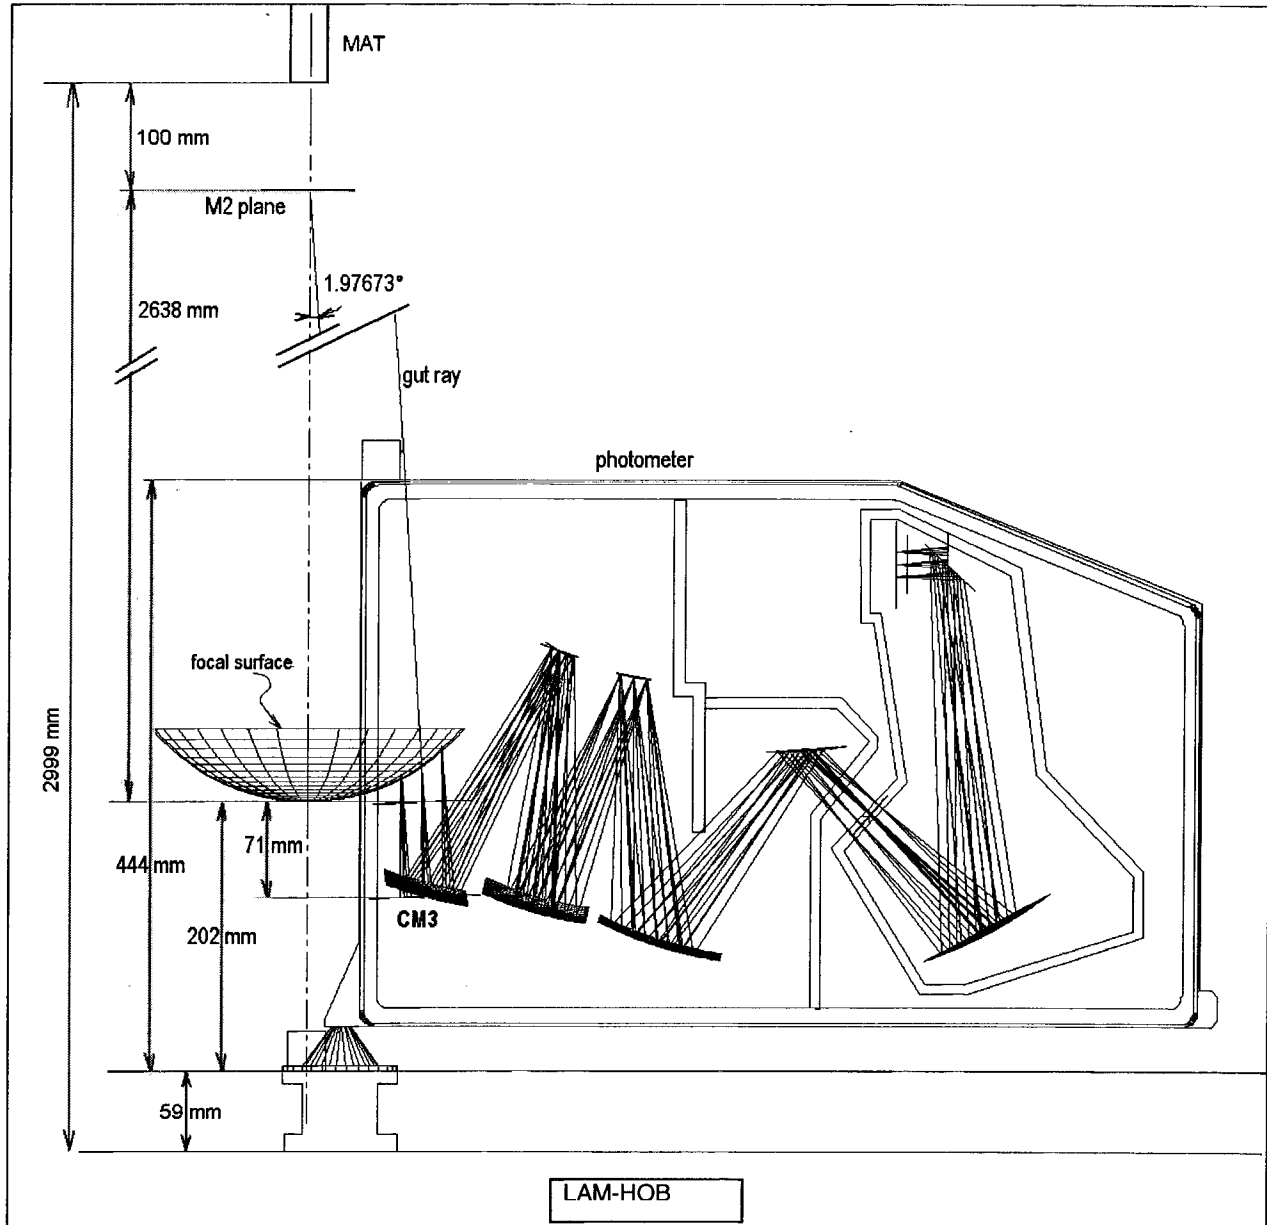 MAT
100 mm
M2 plane
1.97673°
2638 mm
gut ray
photometer
focal surface
2999 mm
71 mm
444 mm
CM3
202 mm
59 mm
LAM-HOB